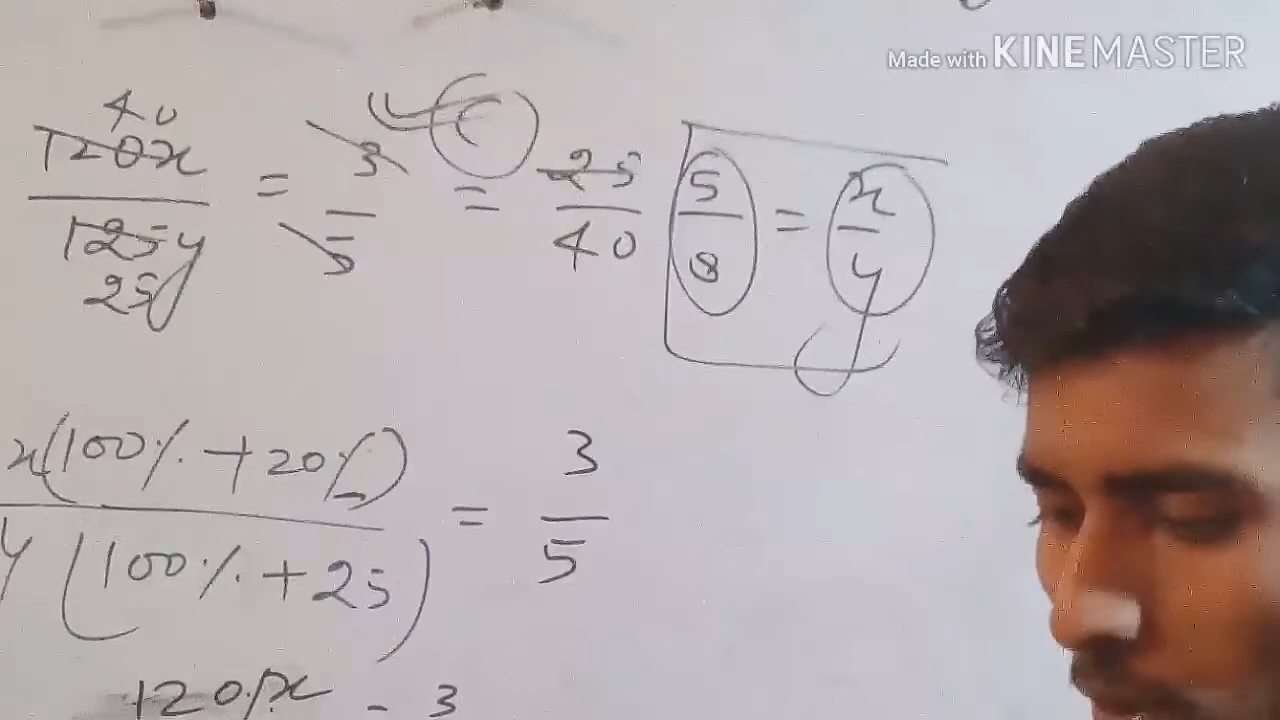 Made with KINEMASTER
40
120x/125y = 3/5 = 25/40 5/8 = x/y
25
x(100% + 20%)/y(100% + 25) = 3/5
120%x - 3